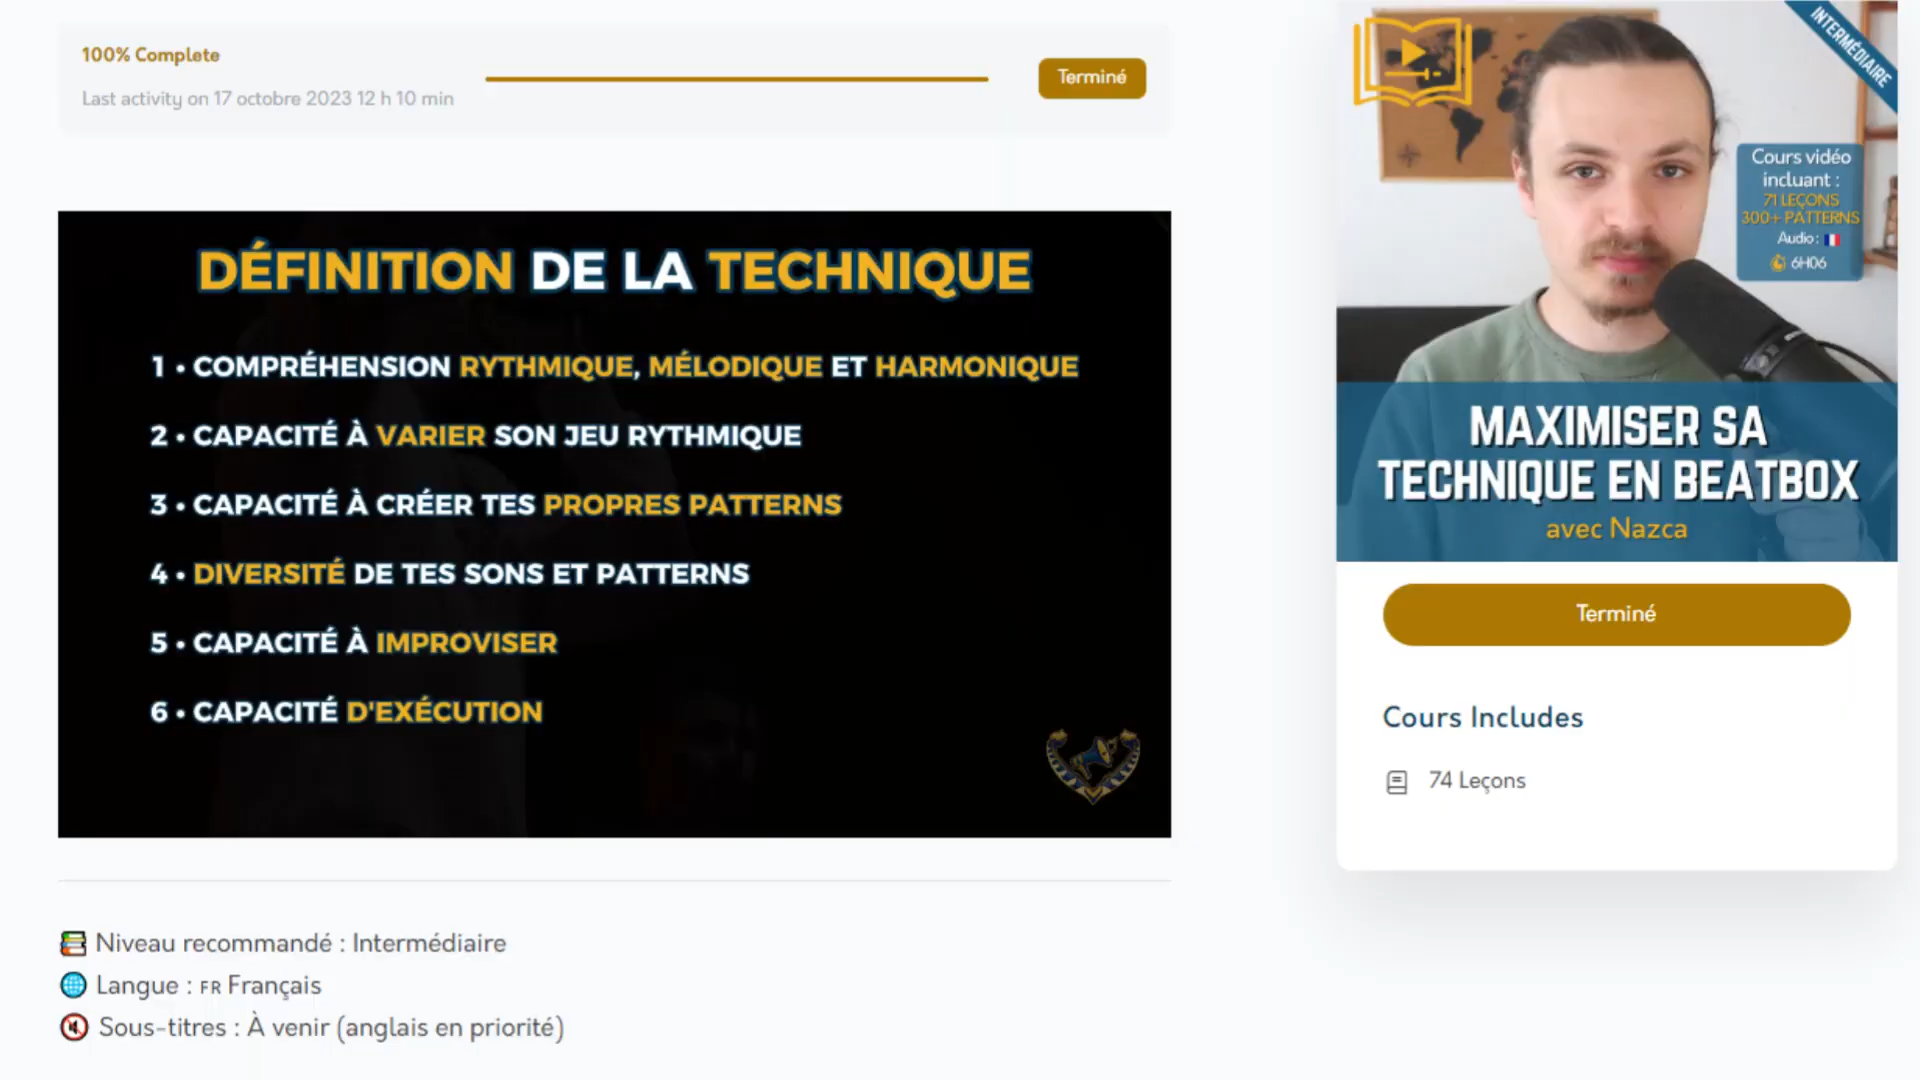 100% Complete
Last activity on 17 octobre 2023 12 h 10 min
Terminé
DÉFINITION DE LA TECHNIQUE
1 • COMPRÉHENSION RYTHMIQUE, MÉLODIQUE ET HARMONIQUE
2 • CAPACITÉ À VARIER SON JEU RYTHMIQUE
3 • CAPACITÉ À CRÉER TES PROPRES PATTERNS
4 • DIVERSITÉ DE TES SONS ET PATTERNS
5 • CAPACITÉ À IMPROVISER
6 • CAPACITÉ D'EXÉCUTION
Niveau recommandé : Intermédiaire
Langue : FR Français
Sous-titres : À venir (anglais en priorité)
INTERMÉDIAIRE
Cours vidéo
incluant :
71 LEÇONS
300+ PATTERNS
Audio :
6H06
MAXIMISER SA
TECHNIQUE EN BEATBOX
avec Nazca
Terminé
Cours Includes
74 Leçons